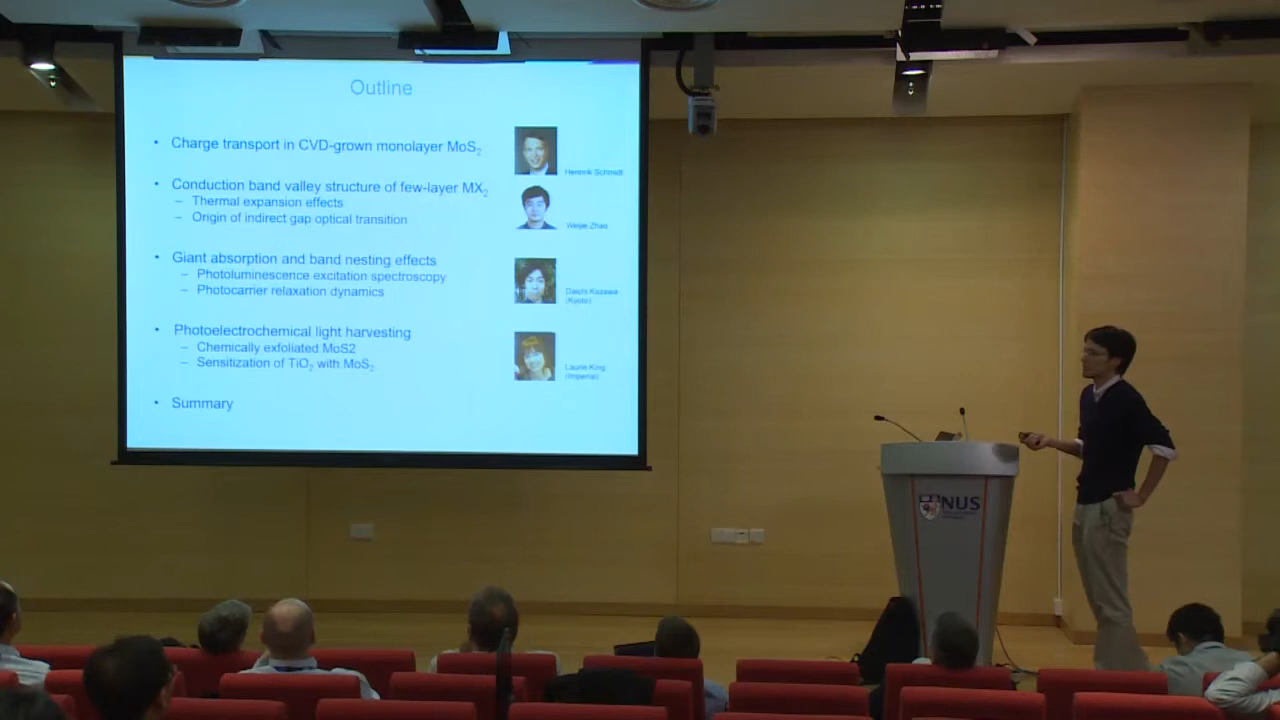 Outline
• Charge transport in CVD-grown monolayer MoS2
Henrik Schmidt
• Conduction band valley structure of few-layer MX2
– Thermal expansion effects
– Origin of indirect gap optical transition
Weijie Zhao
• Giant absorption and band nesting effects
– Photoluminescence excitation spectroscopy
– Photocarrier relaxation dynamics
Daichi Kozawa
(Kyoto)
• Photoelectrochemical light harvesting
– Chemically exfoliated MoS2
– Sensitization of TiO2 with MoS2
Laurie King
(Imperial)
• Summary
NUS